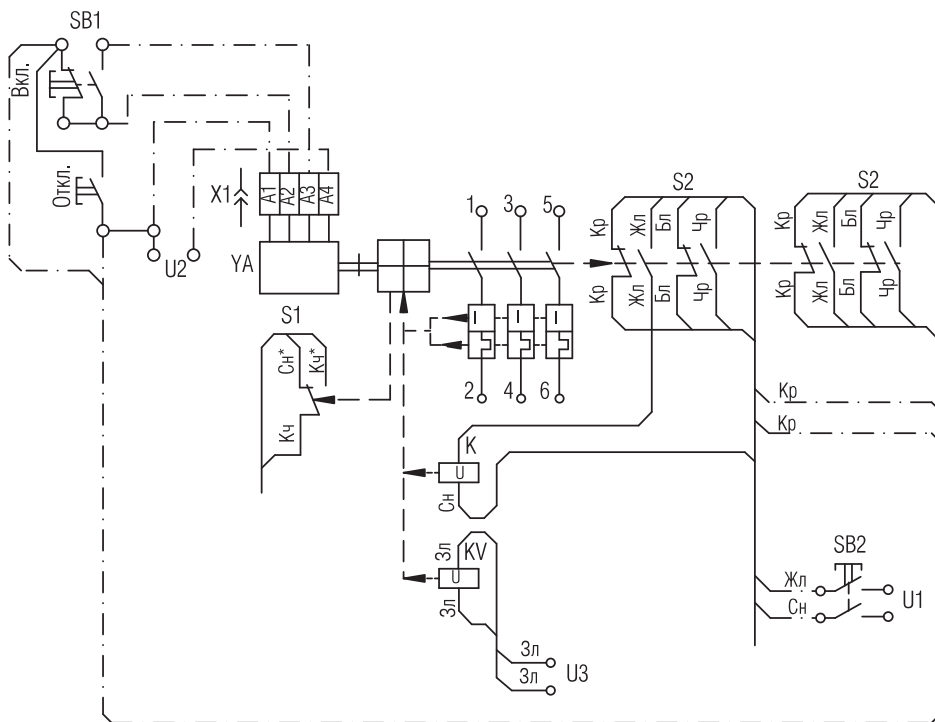 SB1
Вкл.
Откл.
X1
A1 A2 A3 A4
U2
YA
1 3 5
I I I
2 4 6
S2
Кр Жл Бл Чр
Кр Жл Бл Чр
S2
Кр Жл Бл Чр
Кр Жл Бл Чр
S1
Сн* Кч*
Кч
Кр
Кр
К
U
Сн
Зл KV
U
Зл
Зл
Зл
U3
SB2
Жл
Сн
U1